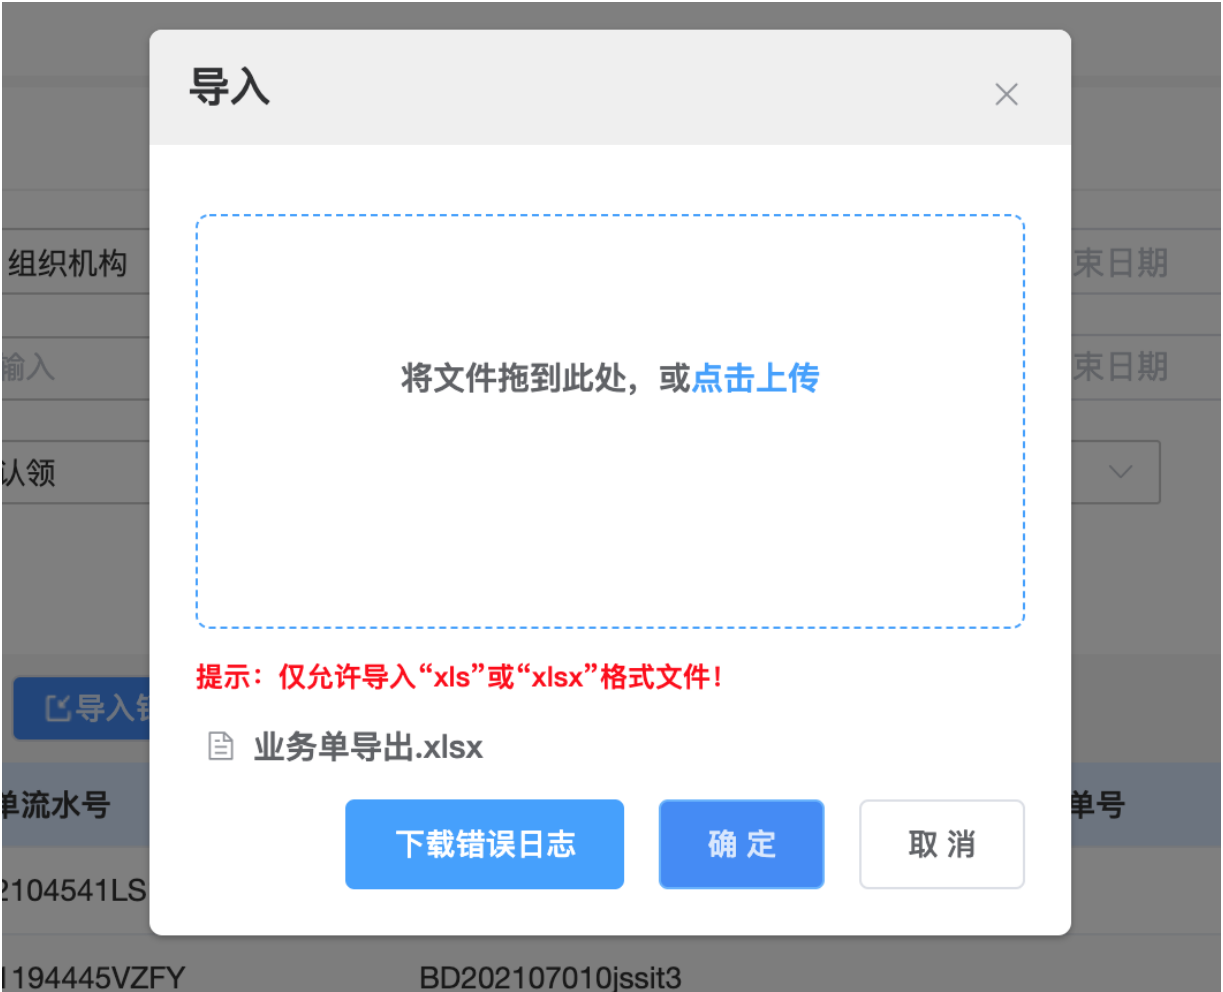 导入
组织机构
束日期
输入
束日期
将文件拖到此处，或点击上传
认领
提示：仅允许导入“xls”或“xlsx”格式文件！
导入
业务单导出.xlsx
单流水号
单号
下载错误日志
确 定
取 消
2104541LS
1194445VZFY
BD202107010jssit3